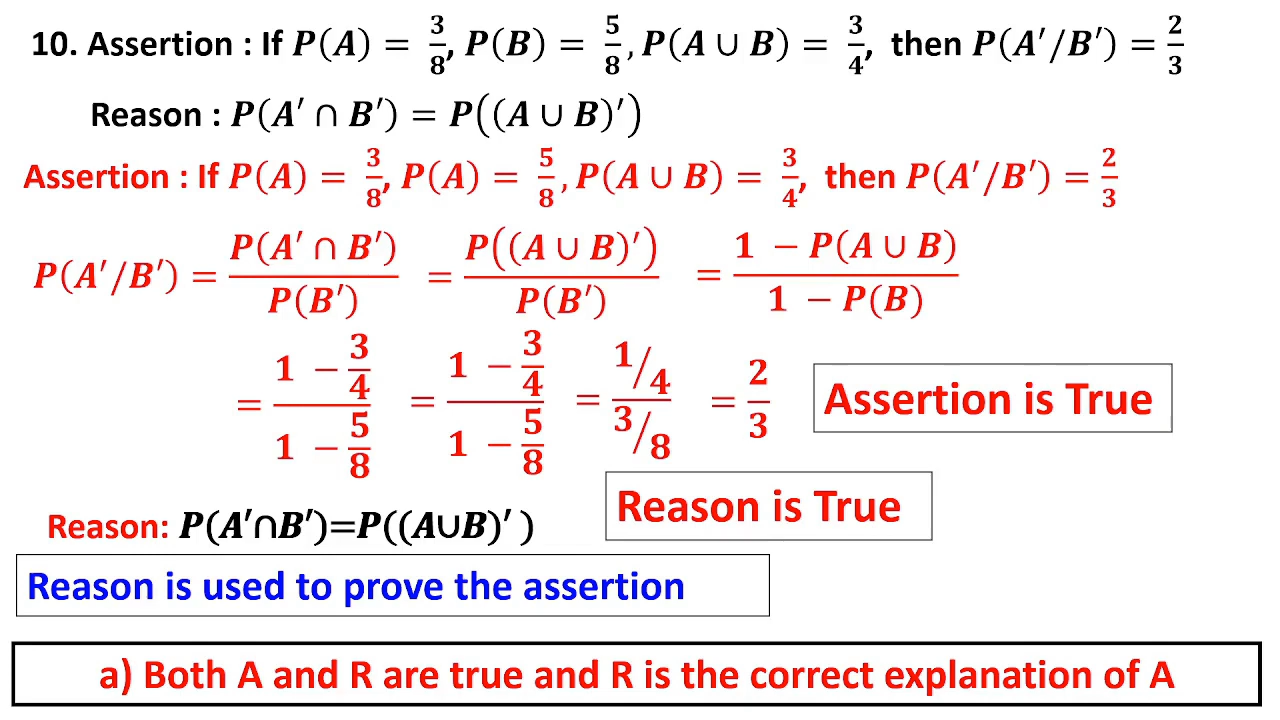 10. Assertion : If P(A) = 3/8, P(B) = 5/8, P(A ∪ B) = 3/4, then P(A′/B′) = 2/3
Reason : P(A′ ∩ B′) = P((A ∪ B)′)
Assertion : If P(A) = 3/8, P(A) = 5/8, P(A ∪ B) = 3/4, then P(A′/B′) = 2/3
P(A′/B′) = P(A′ ∩ B′)/P(B′) = P((A ∪ B)′)/P(B′) = (1 − P(A ∪ B))/(1 − P(B))
= (1 − 3/4)/(1 − 5/8) = (1 − 3/4)/(1 − 5/8) = (1/4)/(3/8) = 2/3
Assertion is True
Reason: P(A′∩B′)=P((A∪B)′ )
Reason is True
Reason is used to prove the assertion
a) Both A and R are true and R is the correct explanation of A